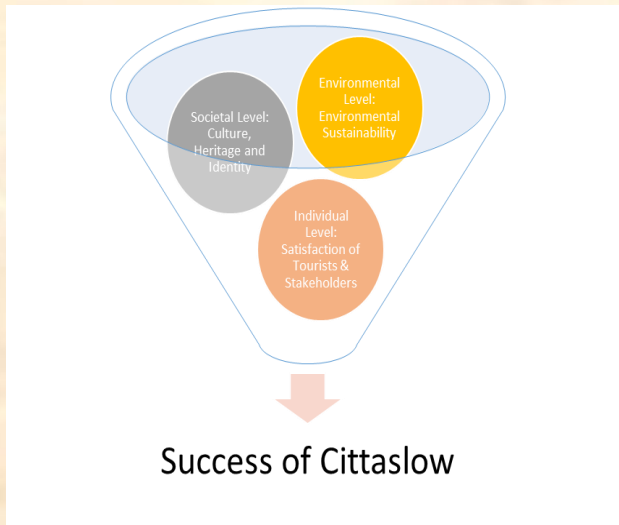 Environmental
Level:
Environmental
Sustainability
Societal Level:
Culture,
Heritage and
Identity
Individual
Level:
Satisfaction of
Tourists &
Stakeholders
Success of Cittaslow